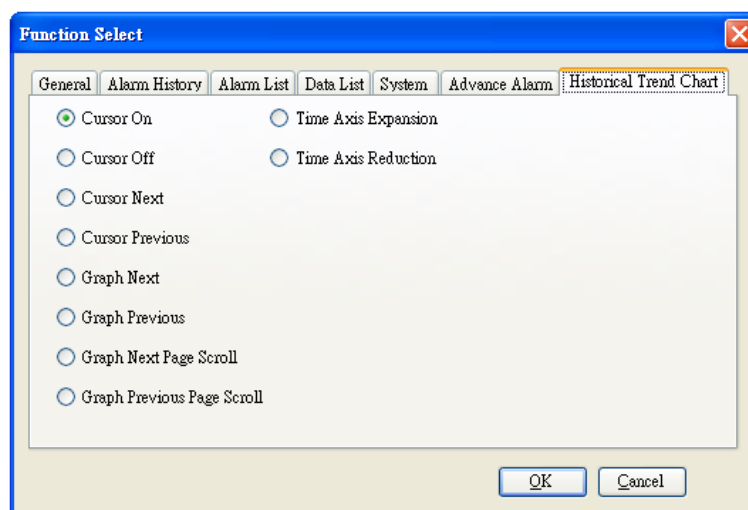 Function Select
General Alarm History Alarm List Data List System Advance Alarm Historical Trend Chart
Cursor On Time Axis Expansion
Cursor Off Time Axis Reduction
Cursor Next
Cursor Previous
Graph Next
Graph Previous
Graph Next Page Scroll
Graph Previous Page Scroll
OK Cancel